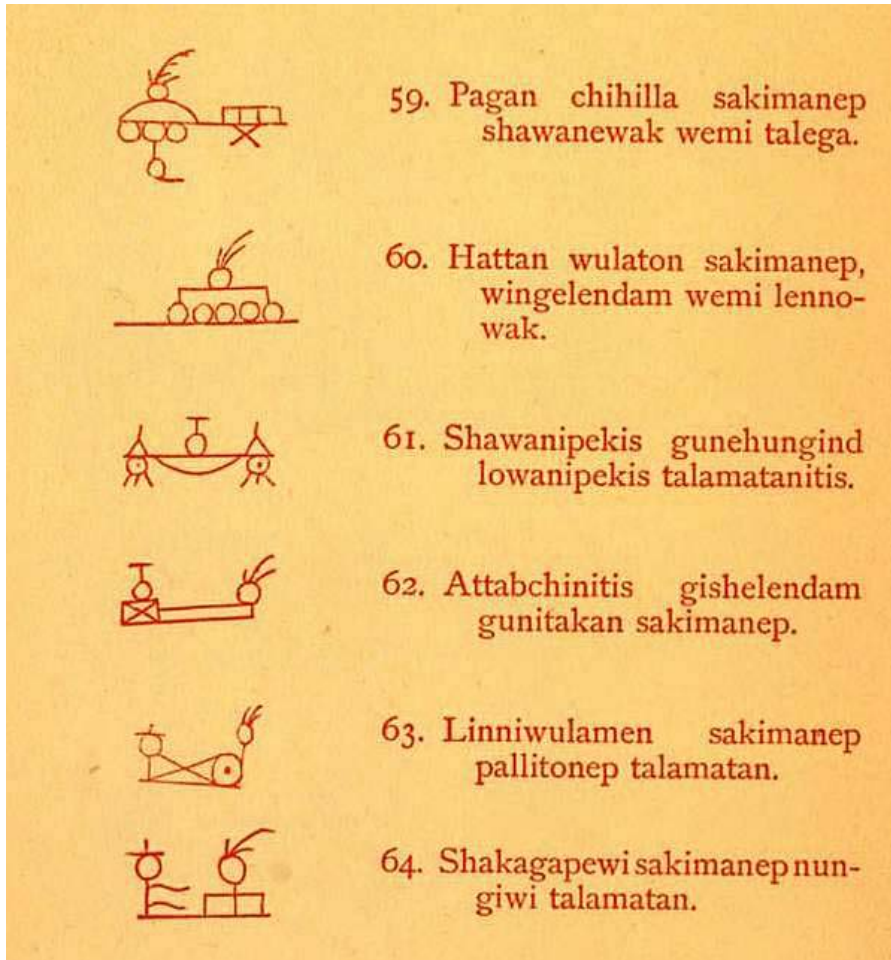 59. Pagan chihilla sakimanep
shawanewak wemi talega.
60. Hattan wulaton sakimanep,
wingelendam wemi lenno-
wak.
61. Shawanipekis gunehungind
lowanipekis talamatanitis.
62. Attabchinitis gishelendam
gunitakan sakimanep.
63. Linniwulamen sakimanep
pallitonep talamatan.
64. Shakagapewi sakimanep nun-
giwi talamatan.